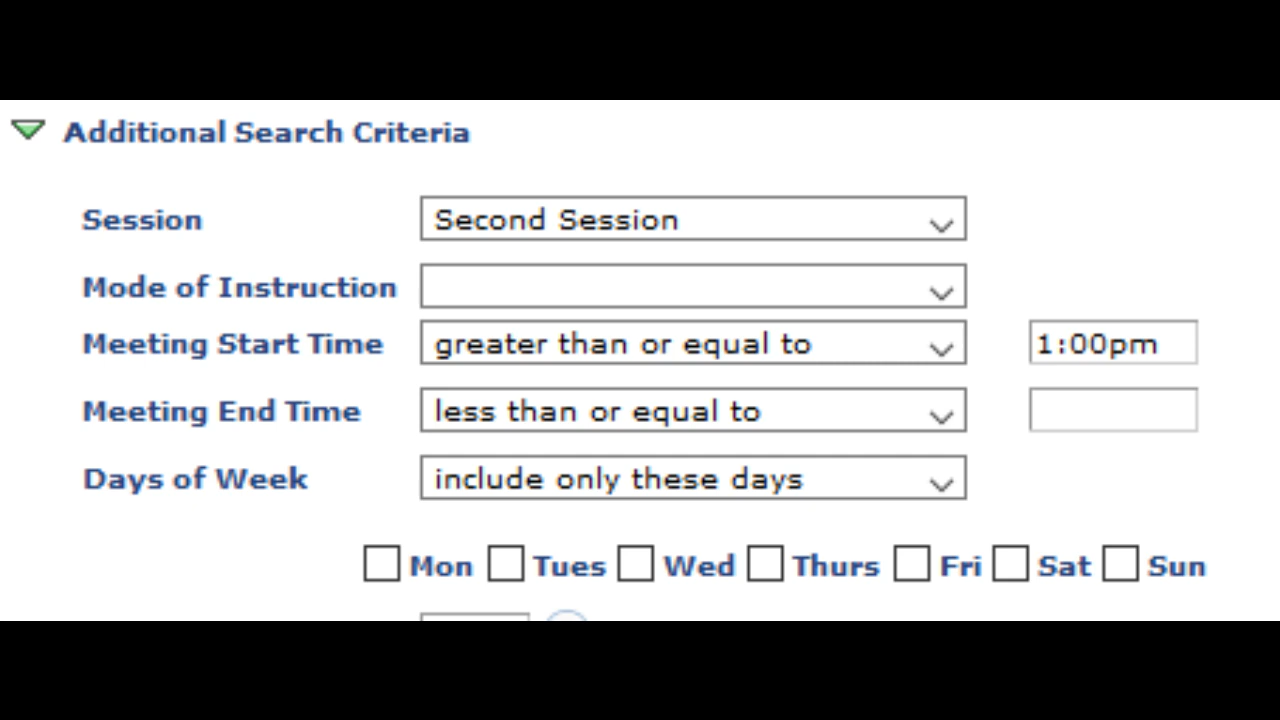 Additional Search Criteria
Session Second Session
Mode of Instruction
Meeting Start Time greater than or equal to 1:00pm
Meeting End Time less than or equal to
Days of Week include only these days
Mon Tues Wed Thurs Fri Sat Sun